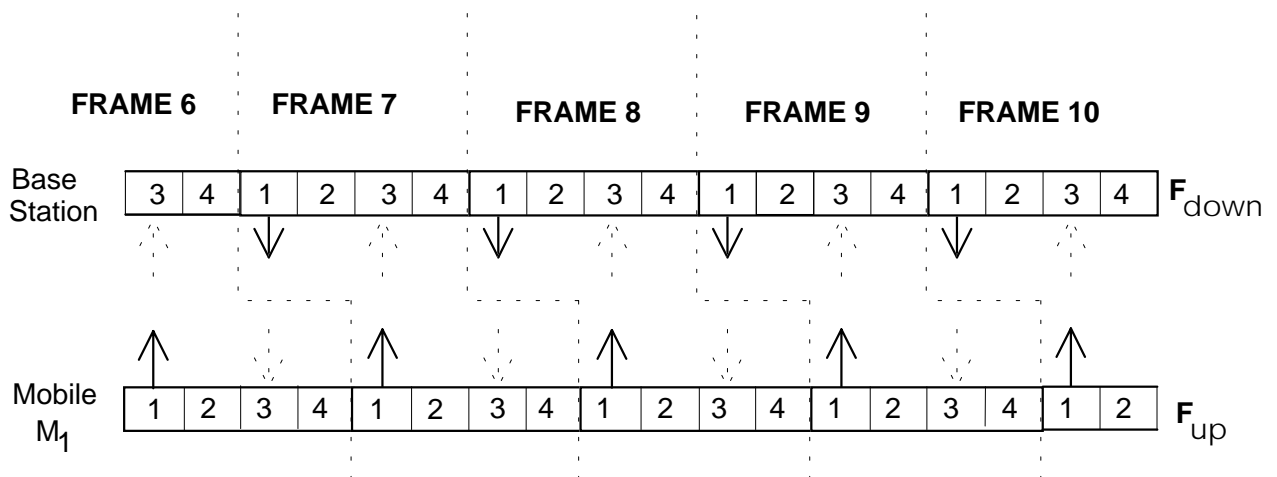 FRAME 6 FRAME 7 FRAME 8 FRAME 9 FRAME 10
Base Station
3 4 1 2 3 4 1 2 3 4 1 2 3 4 1 2 3 4
Fdown
Mobile M1
1 2 3 4 1 2 3 4 1 2 3 4 1 2 3 4 1 2
Fup